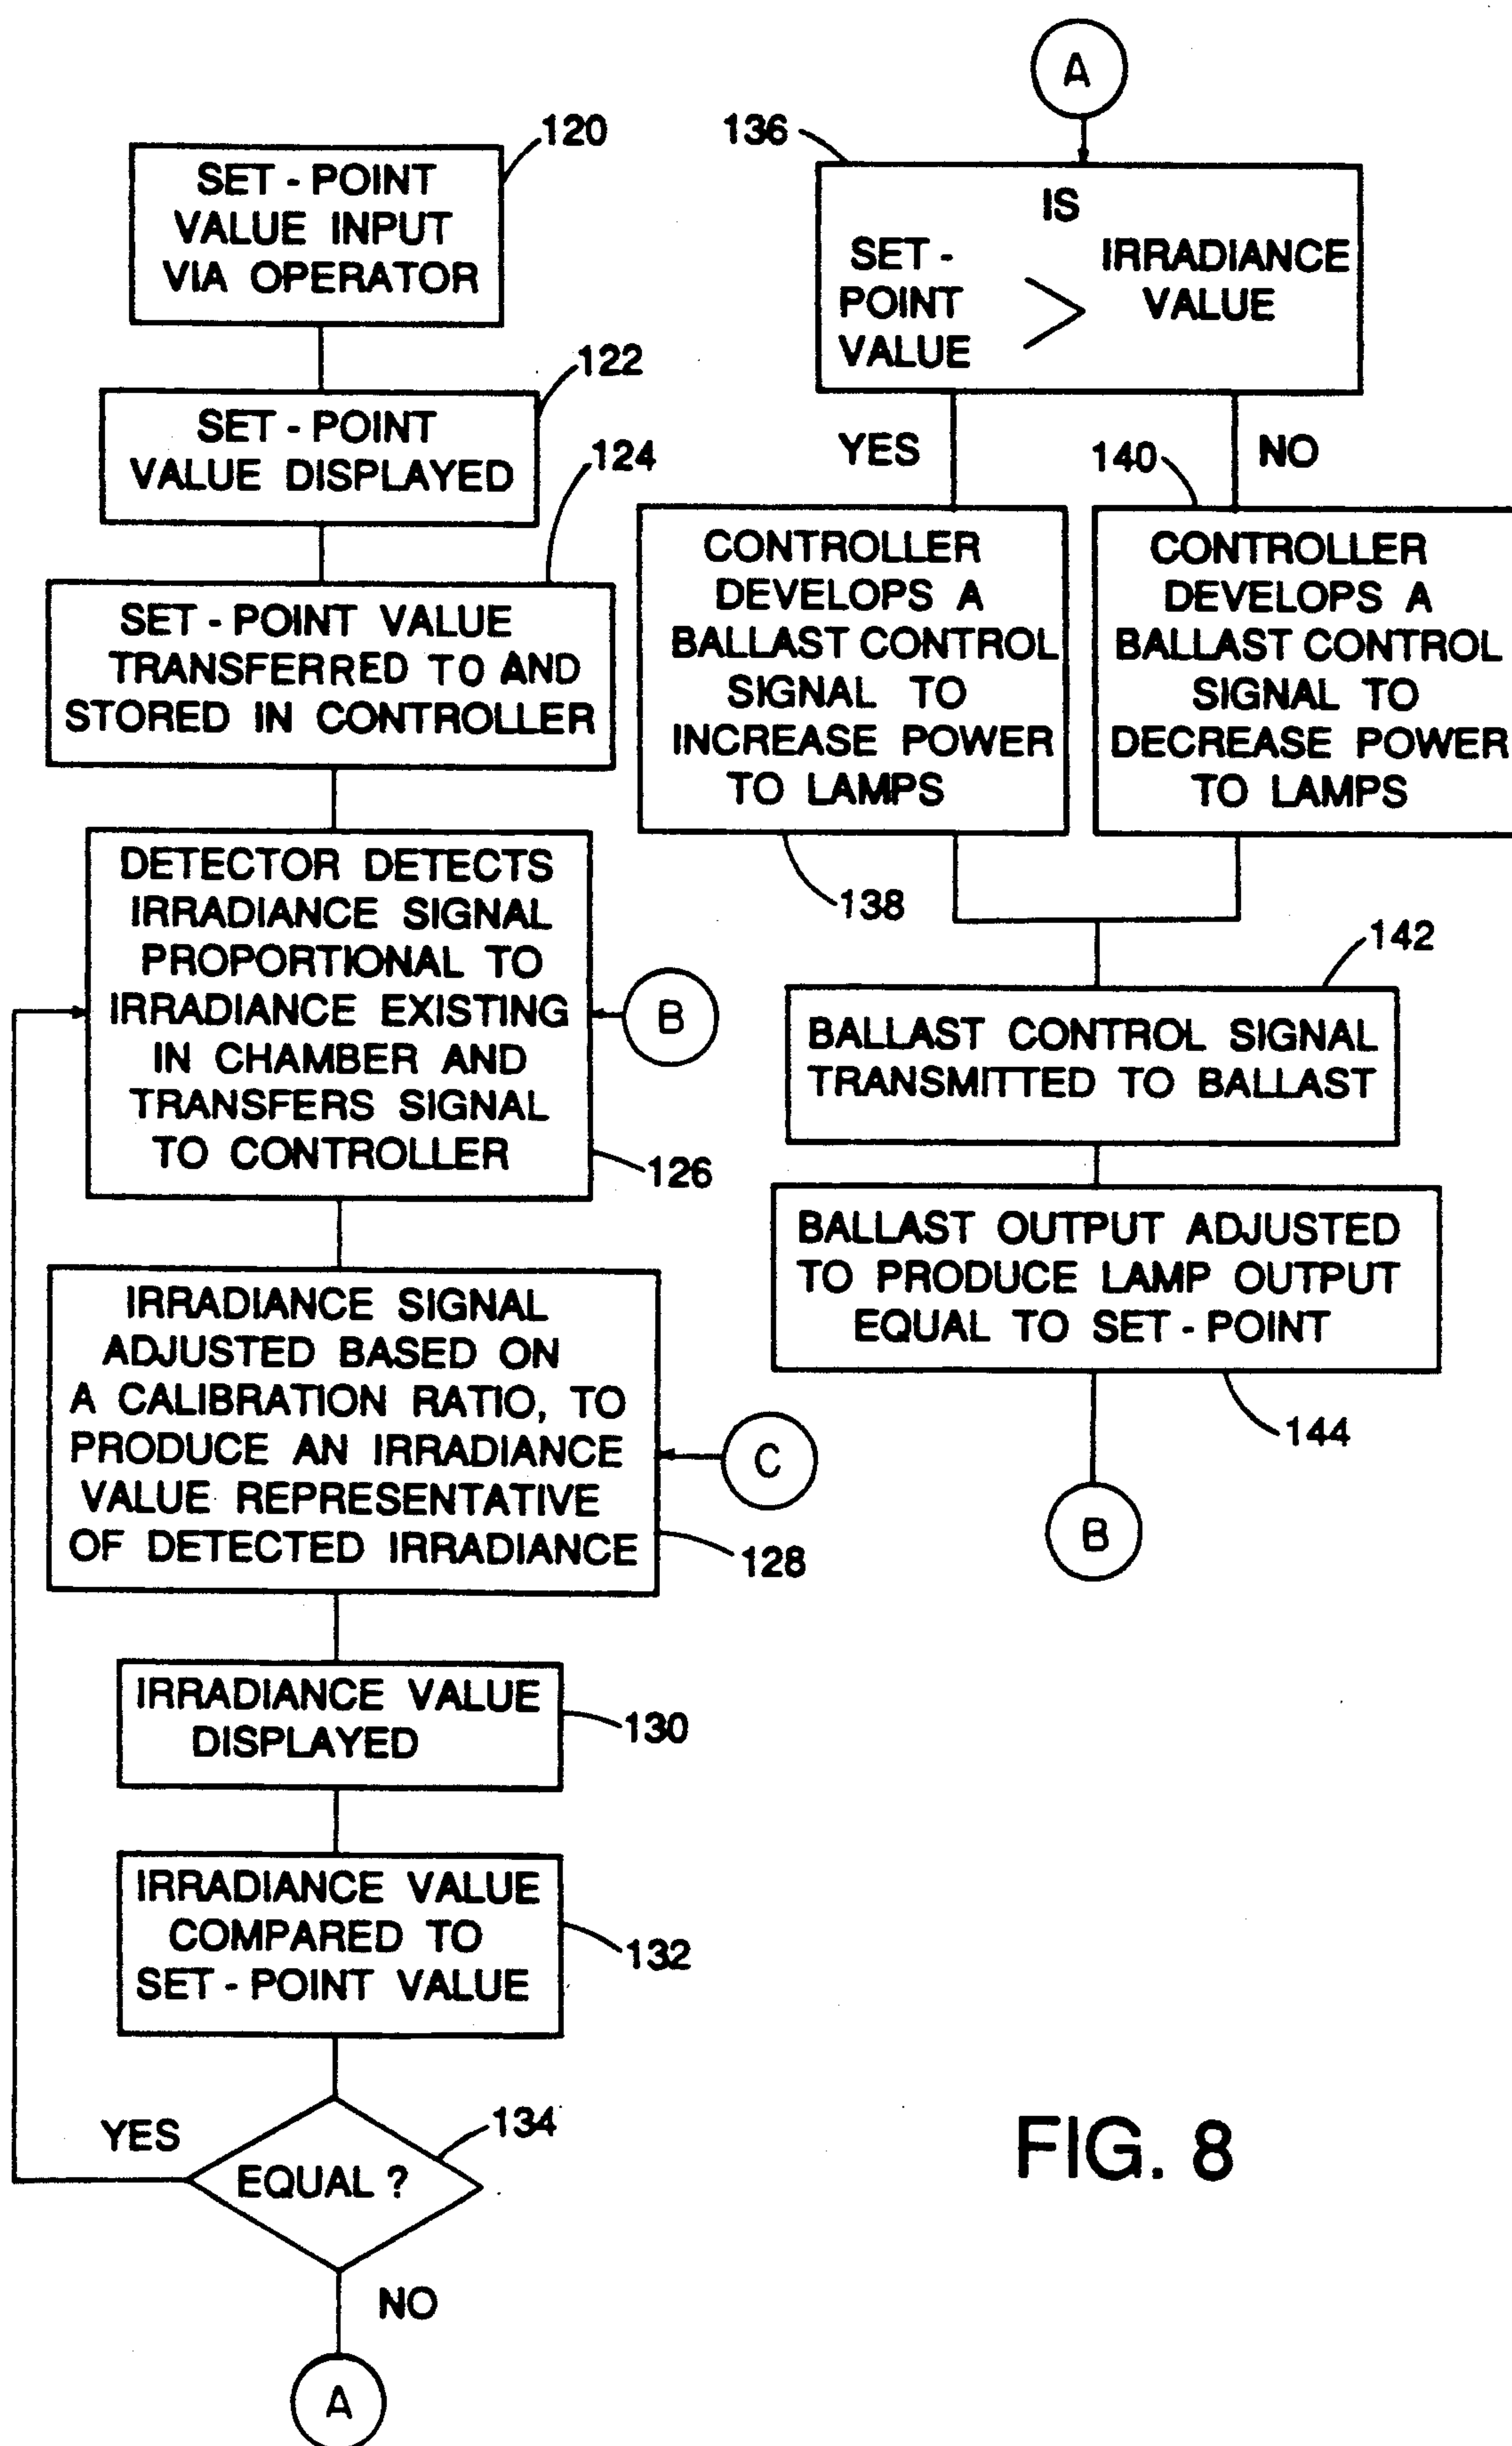 120
SET - POINT
VALUE INPUT
VIA OPERATOR
122
SET - POINT
VALUE DISPLAYED
124
SET - POINT VALUE
TRANSFERRED TO AND
STORED IN CONTROLLER
DETECTOR DETECTS
IRRADIANCE SIGNAL
PROPORTIONAL TO
IRRADIANCE EXISTING
IN CHAMBER AND
TRANSFERS SIGNAL
TO CONTROLLER
B
126
IRRADIANCE SIGNAL
ADJUSTED BASED ON
A CALIBRATION RATIO, TO
PRODUCE AN IRRADIANCE
VALUE REPRESENTATIVE
OF DETECTED IRRADIANCE
C
128
IRRADIANCE VALUE
DISPLAYED
130
IRRADIANCE VALUE
COMPARED TO
SET - POINT VALUE
132
134
YES
EQUAL ?
NO
A
A
136
IS
SET -
POINT
VALUE
>
IRRADIANCE
VALUE
YES
NO
CONTROLLER
DEVELOPS A
BALLAST CONTROL
SIGNAL TO
INCREASE POWER
TO LAMPS
138
140
CONTROLLER
DEVELOPS A
BALLAST CONTROL
SIGNAL TO
DECREASE POWER
TO LAMPS
142
BALLAST CONTROL SIGNAL
TRANSMITTED TO BALLAST
BALLAST OUTPUT ADJUSTED
TO PRODUCE LAMP OUTPUT
EQUAL TO SET - POINT
144
B
FIG. 8